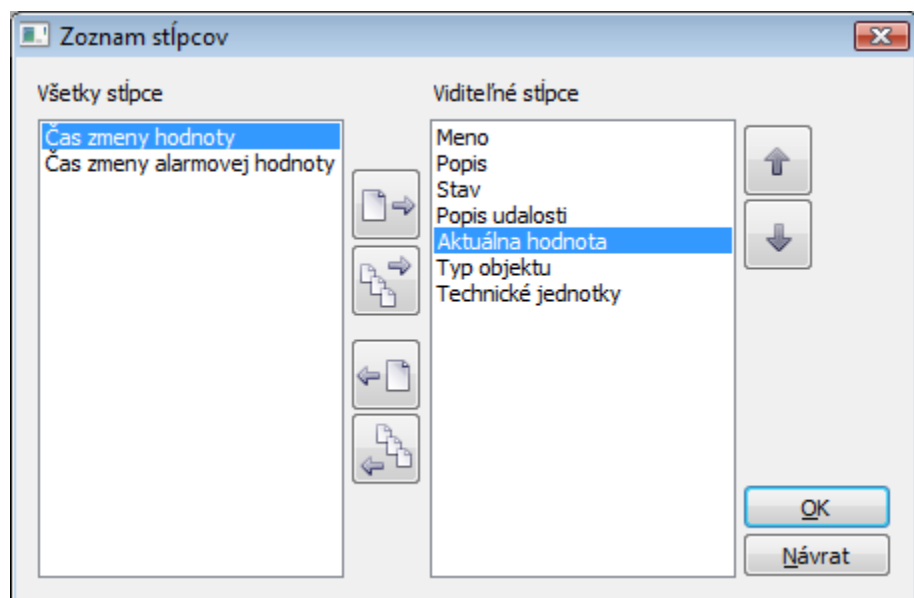 Zoznam stĺpcov
Všetky stĺpce
Čas zmeny hodnoty
Čas zmeny alarmovej hodnoty
Viditeľné stĺpce
Meno
Popis
Stav
Popis udalosti
Aktuálna hodnota
Typ objektu
Technické jednotky
OK
Návrat